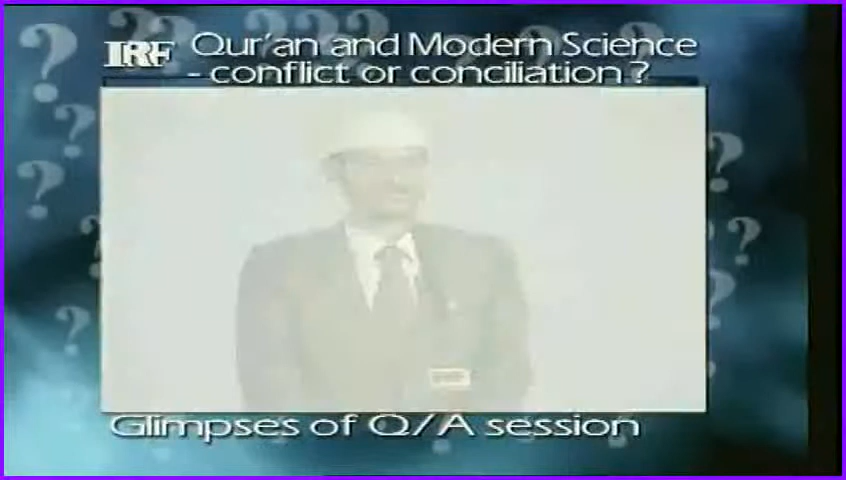 IRF Qur'an and Modern Science
- conflict or conciliation ?
Glimpses of Q/A session